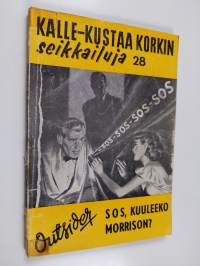 KALLE-KUSTAA KORKIN
seikkailuja 28
-SOS-SOS-SOS-SOS
Outsider
SOS, KUULEEKO
MORRISON?